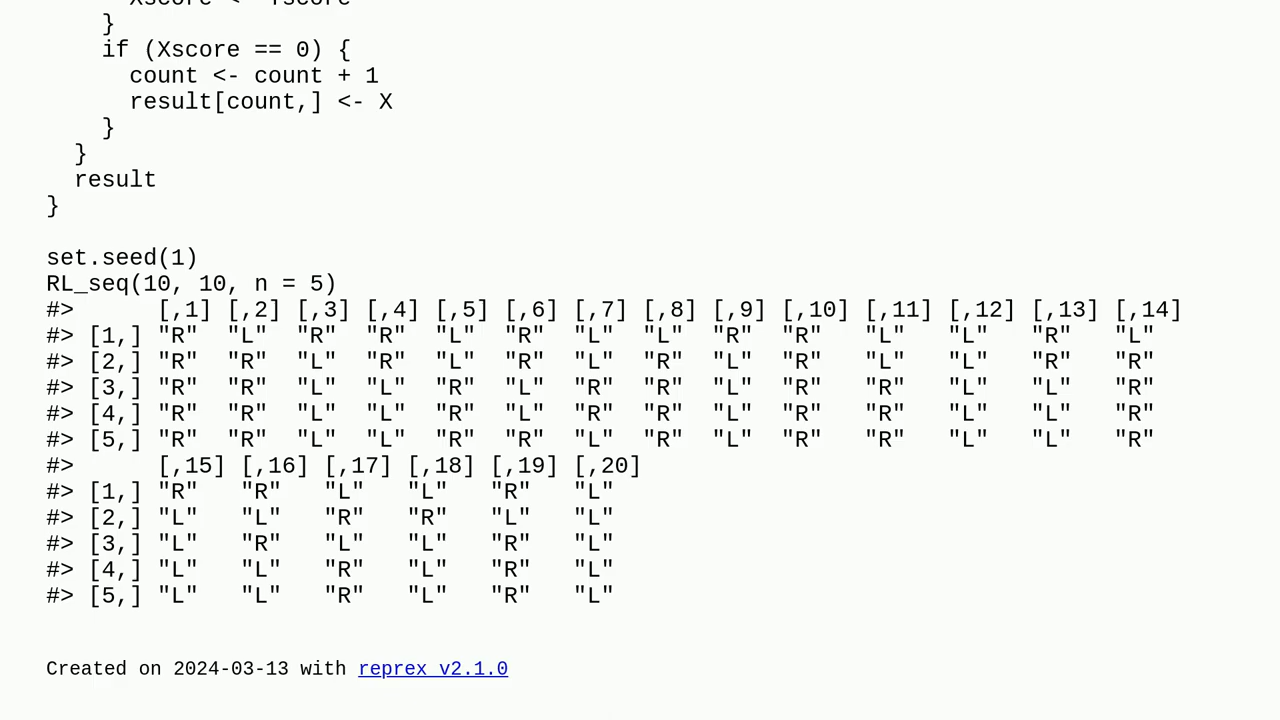 Xscore <- Yscore
    }
    if (Xscore == 0) {
      count <- count + 1
      result[count,] <- X
    }
  }
  result
}
set.seed(1)
RL_seq(10, 10, n = 5)
#>      [,1] [,2] [,3] [,4] [,5] [,6] [,7] [,8] [,9] [,10] [,11] [,12] [,13] [,14]
#> [1,] "R"  "L"  "R"  "R"  "L"  "R"  "L"  "L"  "R"  "R"   "L"   "L"   "R"   "L"
#> [2,] "R"  "R"  "L"  "R"  "L"  "R"  "L"  "R"  "L"  "R"   "L"   "L"   "R"   "R"
#> [3,] "R"  "R"  "L"  "L"  "R"  "L"  "R"  "R"  "L"  "R"   "R"   "L"   "L"   "R"
#> [4,] "R"  "R"  "L"  "L"  "R"  "L"  "R"  "R"  "L"  "R"   "R"   "L"   "L"   "R"
#> [5,] "R"  "R"  "L"  "L"  "R"  "R"  "L"  "R"  "L"  "R"   "R"   "L"   "L"   "R"
#>      [,15] [,16] [,17] [,18] [,19] [,20]
#> [1,] "R"   "R"   "L"   "L"   "R"   "L"
#> [2,] "L"   "L"   "R"   "R"   "L"   "L"
#> [3,] "L"   "R"   "L"   "L"   "R"   "L"
#> [4,] "L"   "L"   "R"   "L"   "R"   "L"
#> [5,] "L"   "L"   "R"   "L"   "R"   "L"
Created on 2024-03-13 with reprex v2.1.0